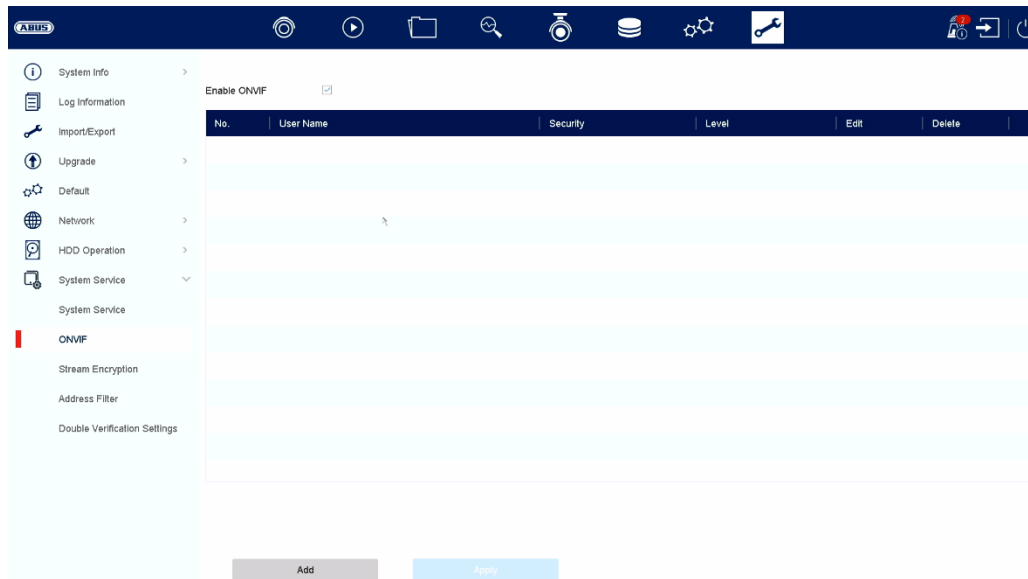 ABUS
2
System Info
Log Information
Import/Export
Upgrade
Default
Network
HDD Operation
System Service
System Service
ONVIF
Stream Encryption
Address Filter
Double Verification Settings
Enable ONVIF
No. User Name Security Level Edit Delete
Add Apply